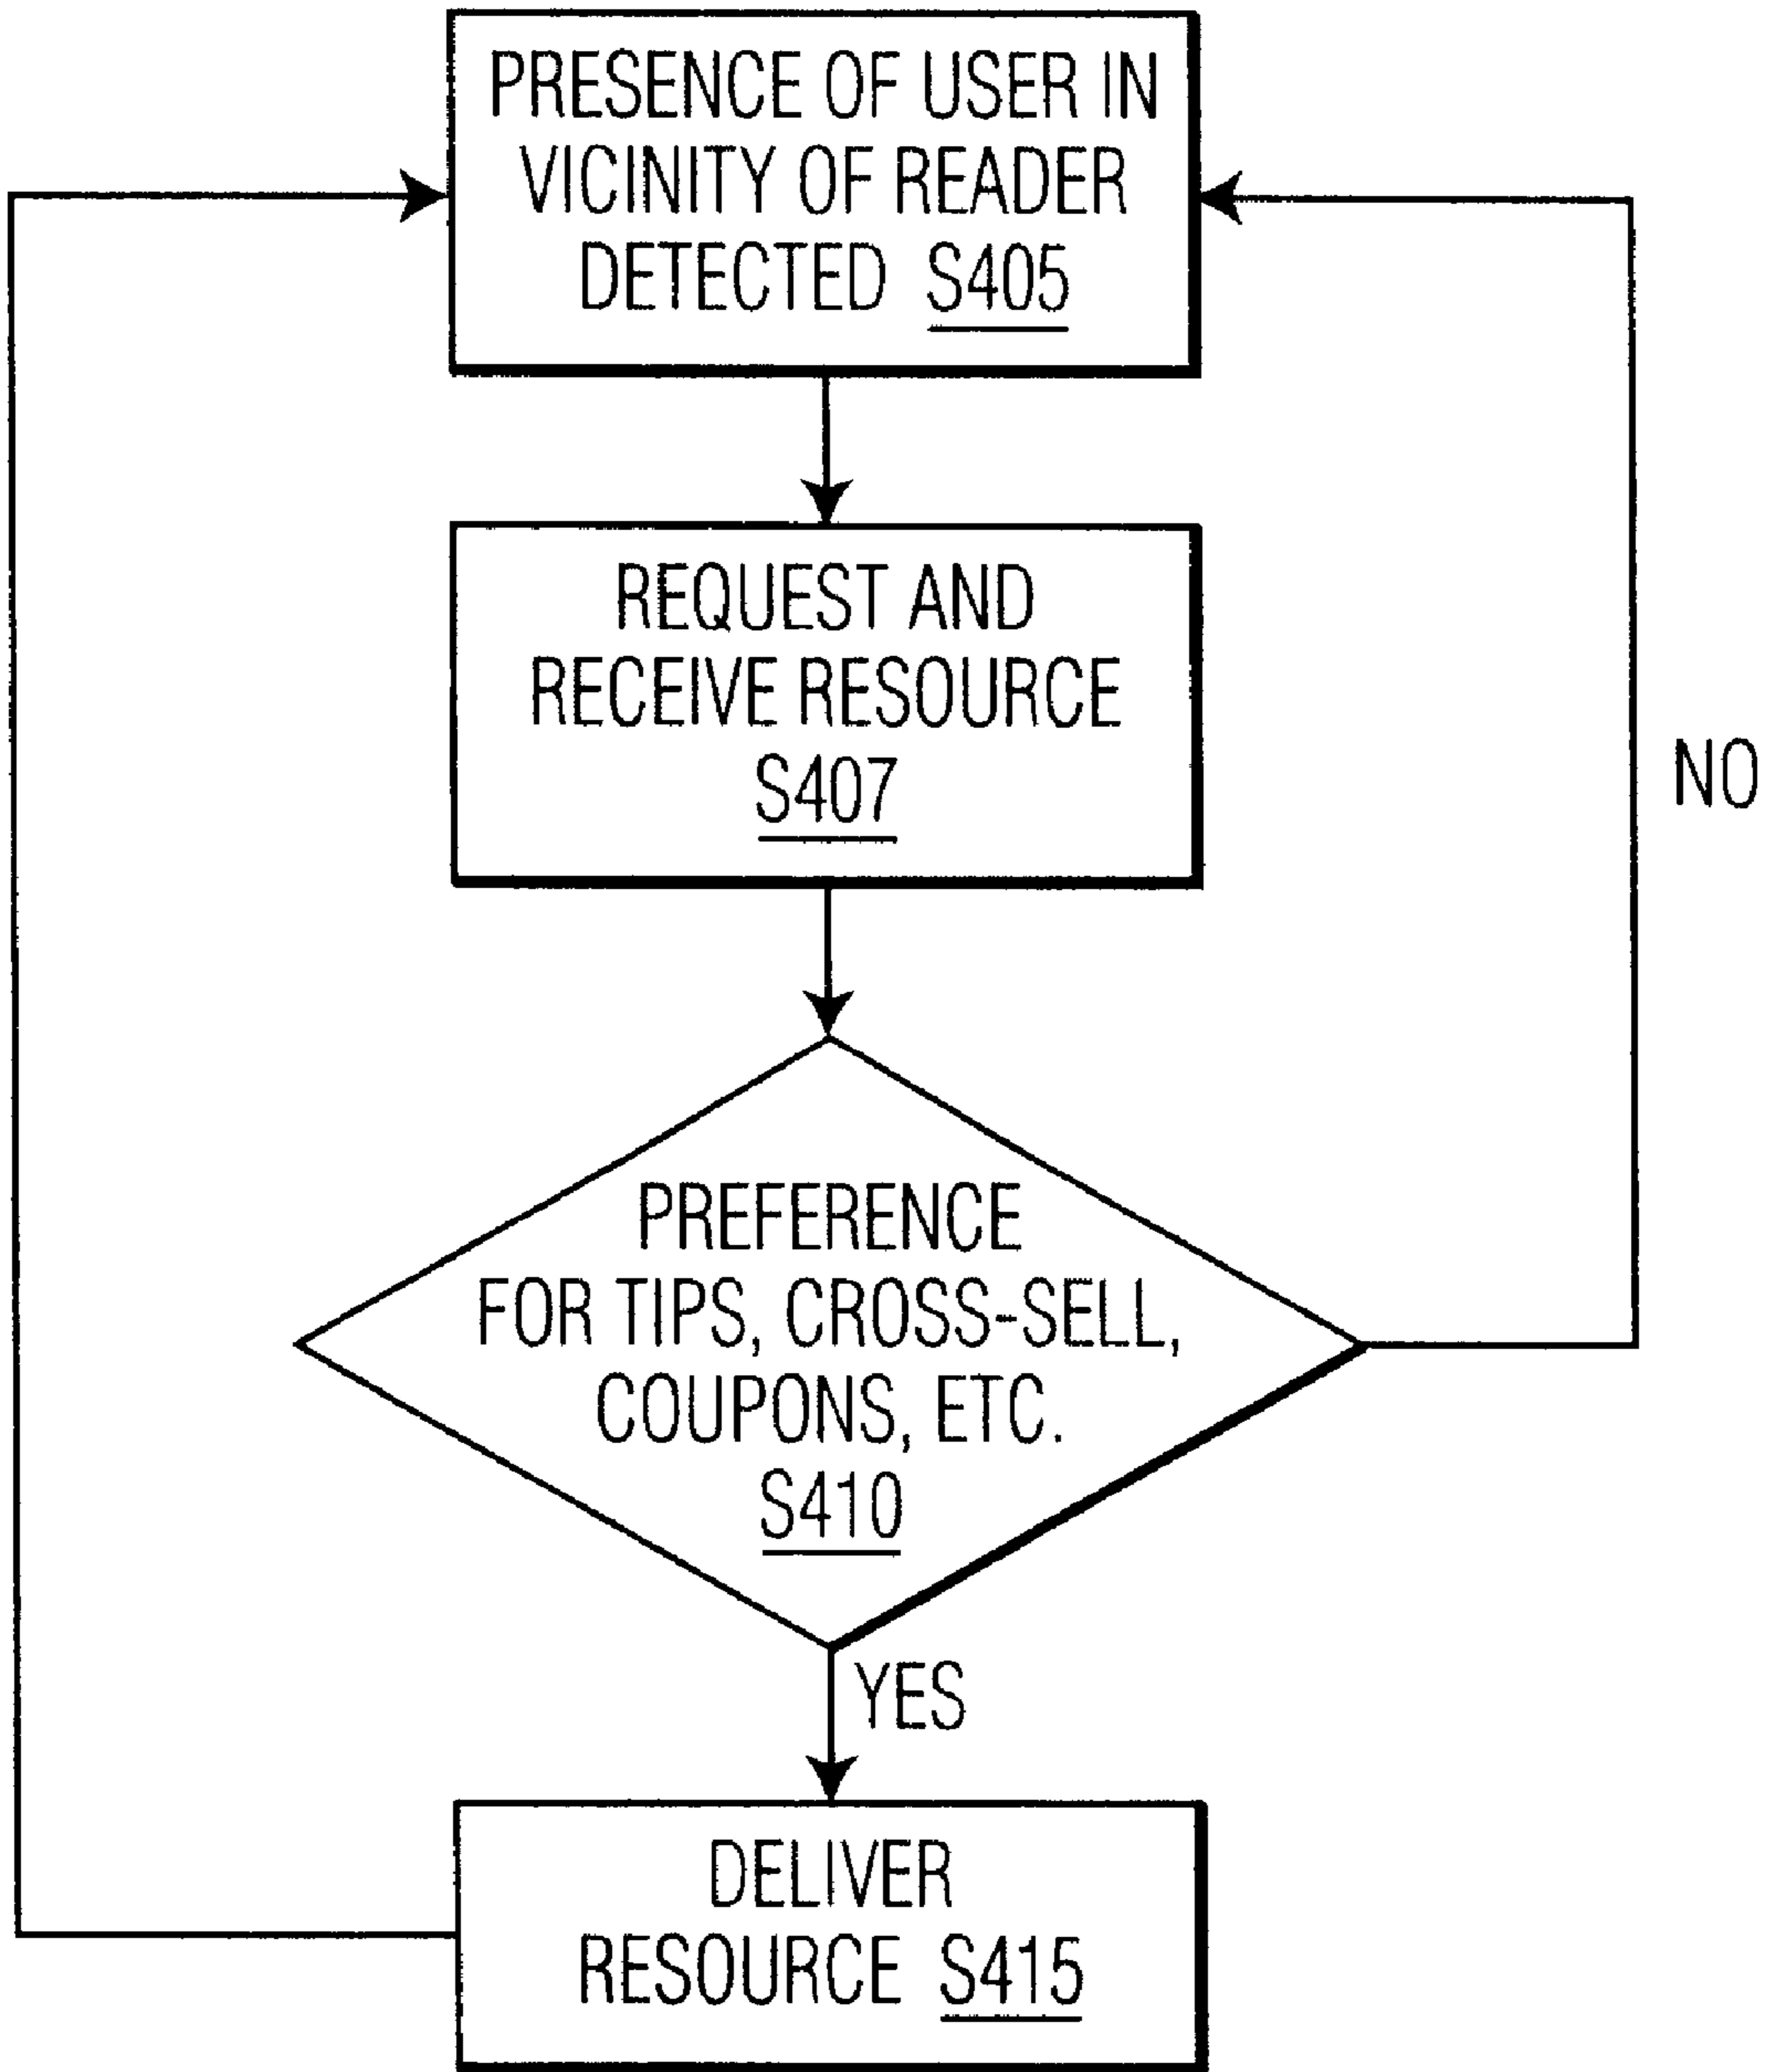 PRESENCE OF USER IN
VICINITY OF READER
DETECTED S405
REQUEST AND
RECEIVE RESOURCE
S407
NO
PREFERENCE
FOR TIPS, CROSS-SELL,
COUPONS, ETC.
S410
YES
DELIVER
RESOURCE S415